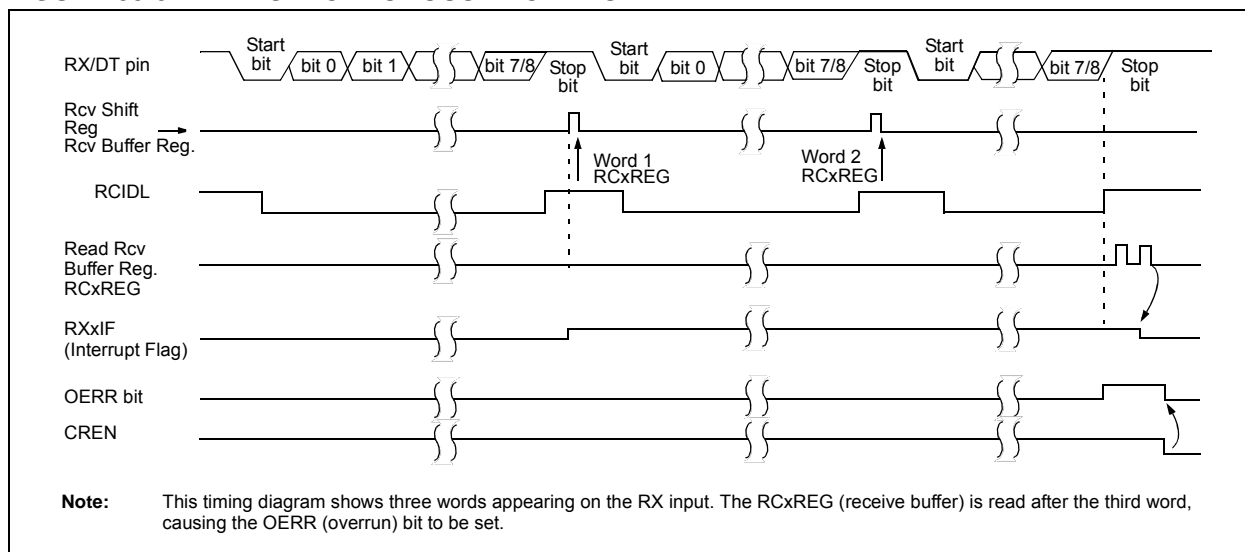 RX/DT pin
Start
bit
bit 0
bit 1
bit 7/8
Stop
bit
Start
bit
bit 0
bit 7/8
Stop
bit
Start
bit
bit 7/8
Stop
bit
Rcv Shift
Reg
Rcv Buffer Reg.
Word 1
RCxREG
Word 2
RCxREG
RCIDL
Read Rcv
Buffer Reg.
RCxREG
RXxIF
(Interrupt Flag)
OERR bit
CREN
Note: This timing diagram shows three words appearing on the RX input. The RCxREG (receive buffer) is read after the third word,
causing the OERR (overrun) bit to be set.